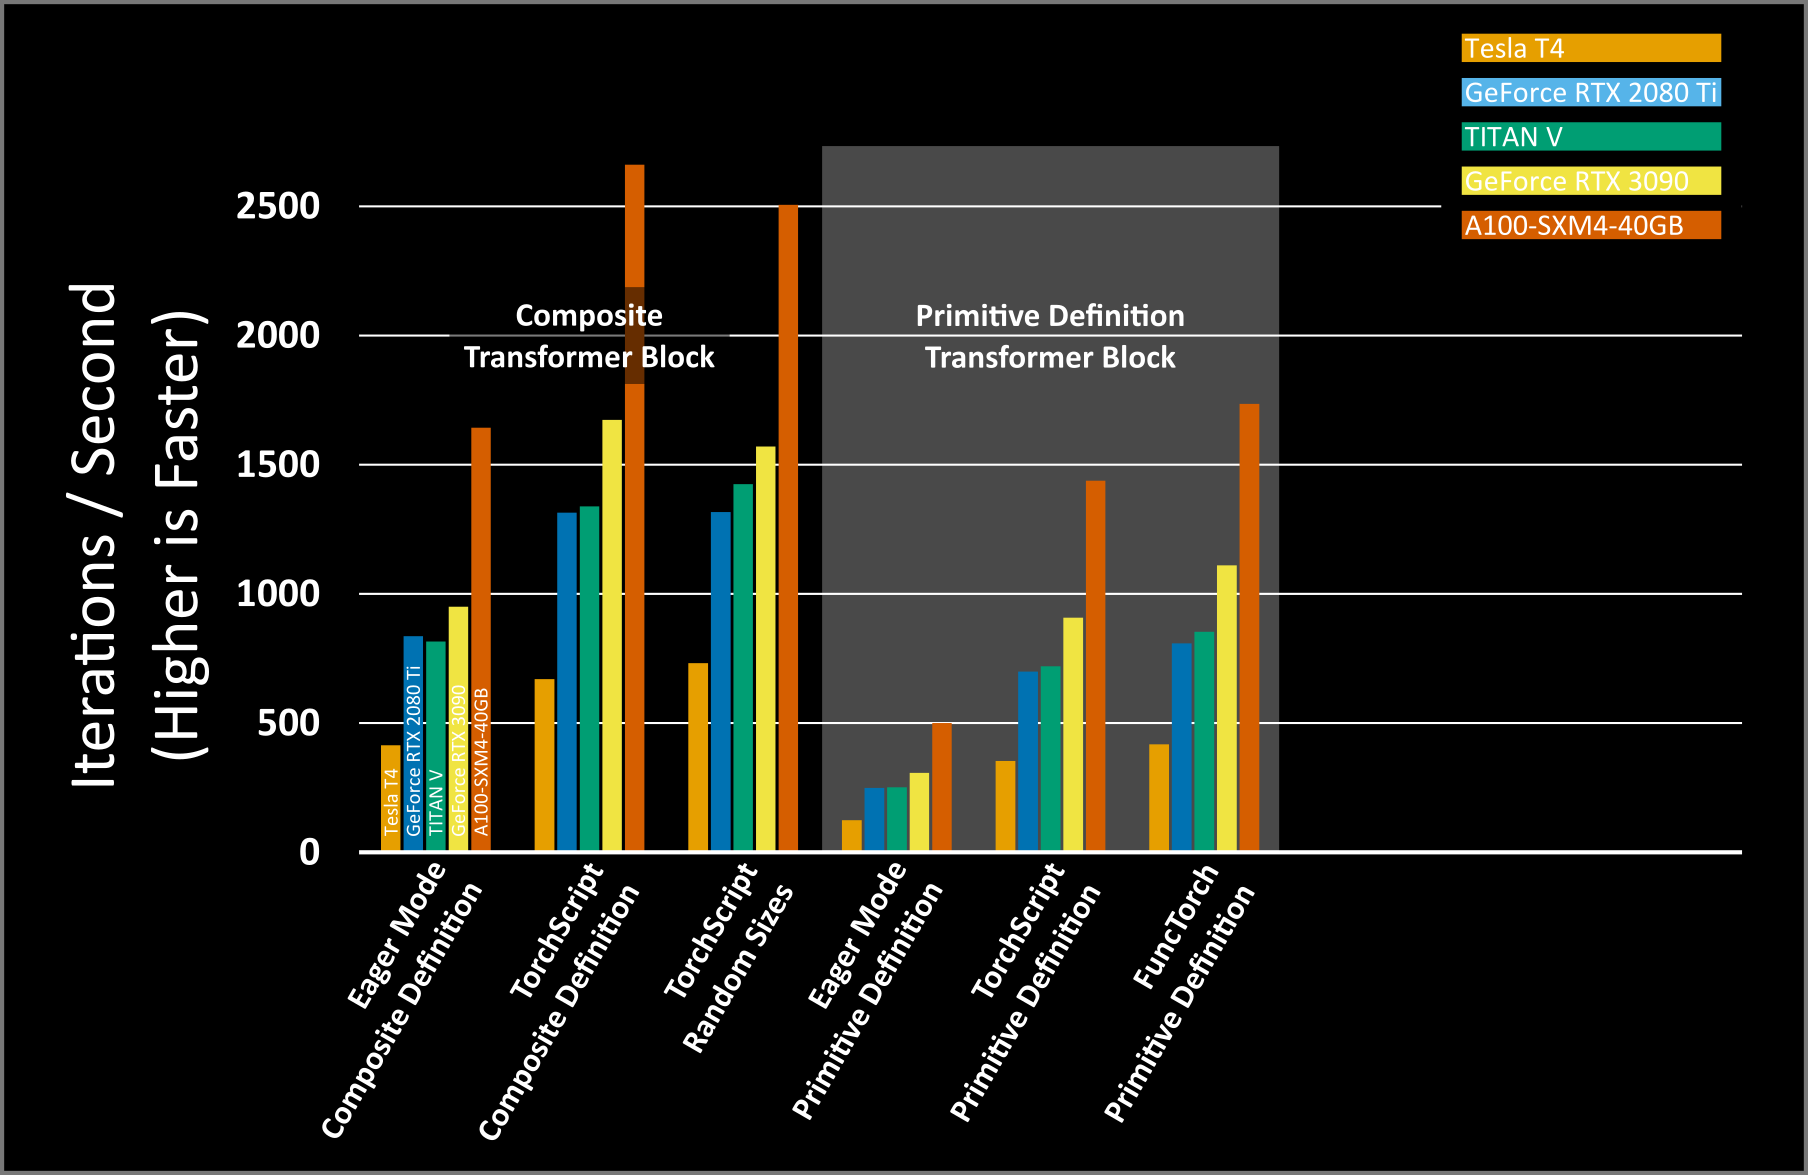 Tesla T4
GeForce RTX 2080 Ti
TITAN V
GeForce RTX 3090
A100-SXM4-40GB
Iterations / Second
(Higher is Faster)
2500
2000
1500
1000
500
0
Composite
Transformer Block
Primitive Definition
Transformer Block
Tesla T4
GeForce RTX 2080 Ti
TITAN V
GeForce RTX 3090
A100-SXM4-40GB
Eager Mode
Composite Definition
TorchScript
Composite Definition
TorchScript
Random Sizes
Eager Mode
Primitive Definition
TorchScript
Primitive Definition
FuncTorch
Primitive Definition